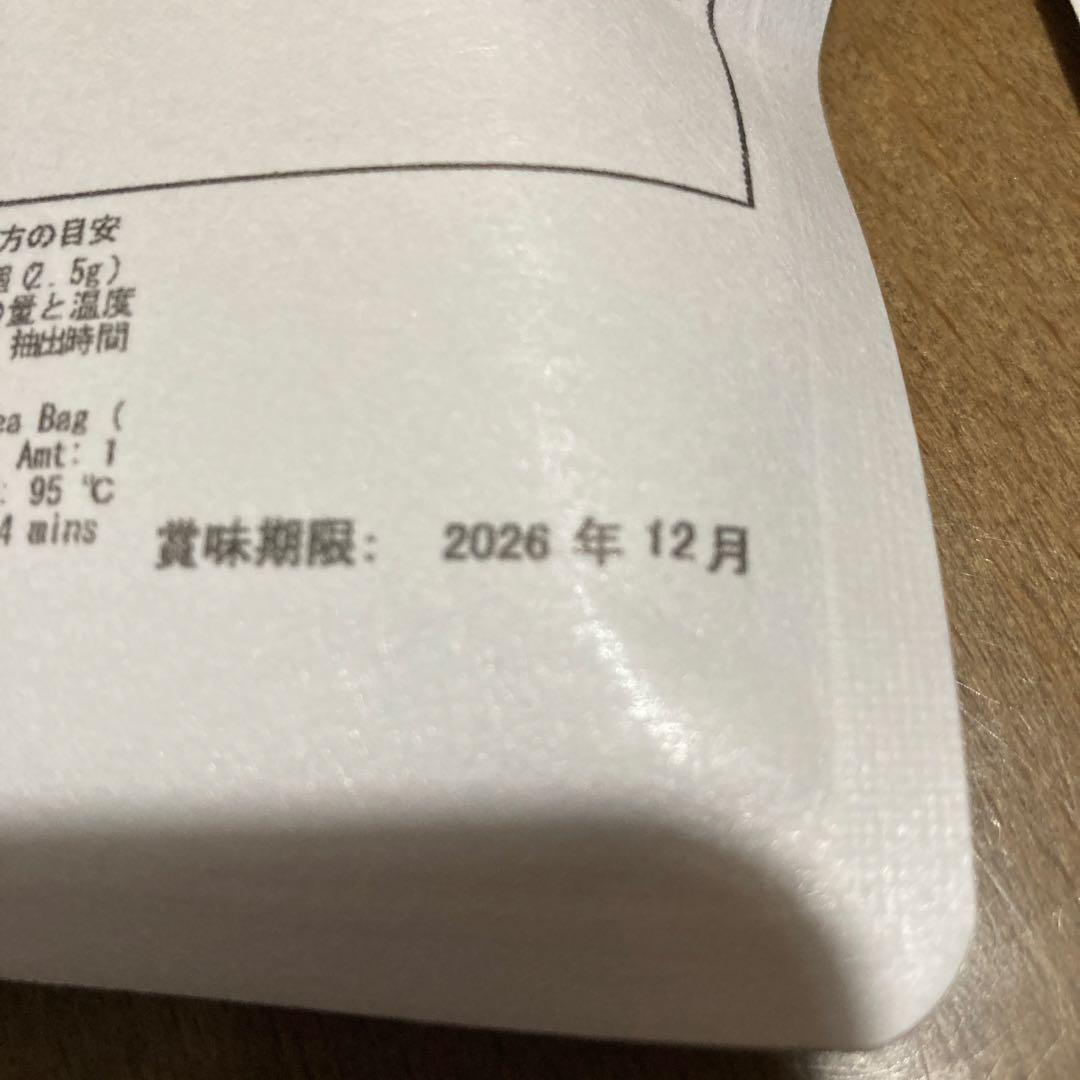 方の目安
(2.5g)
の量と温度
抽出時間
ea Bag (
Amt: 1
: 95 ℃
4 mins
賞味期限: 2026 年 12月